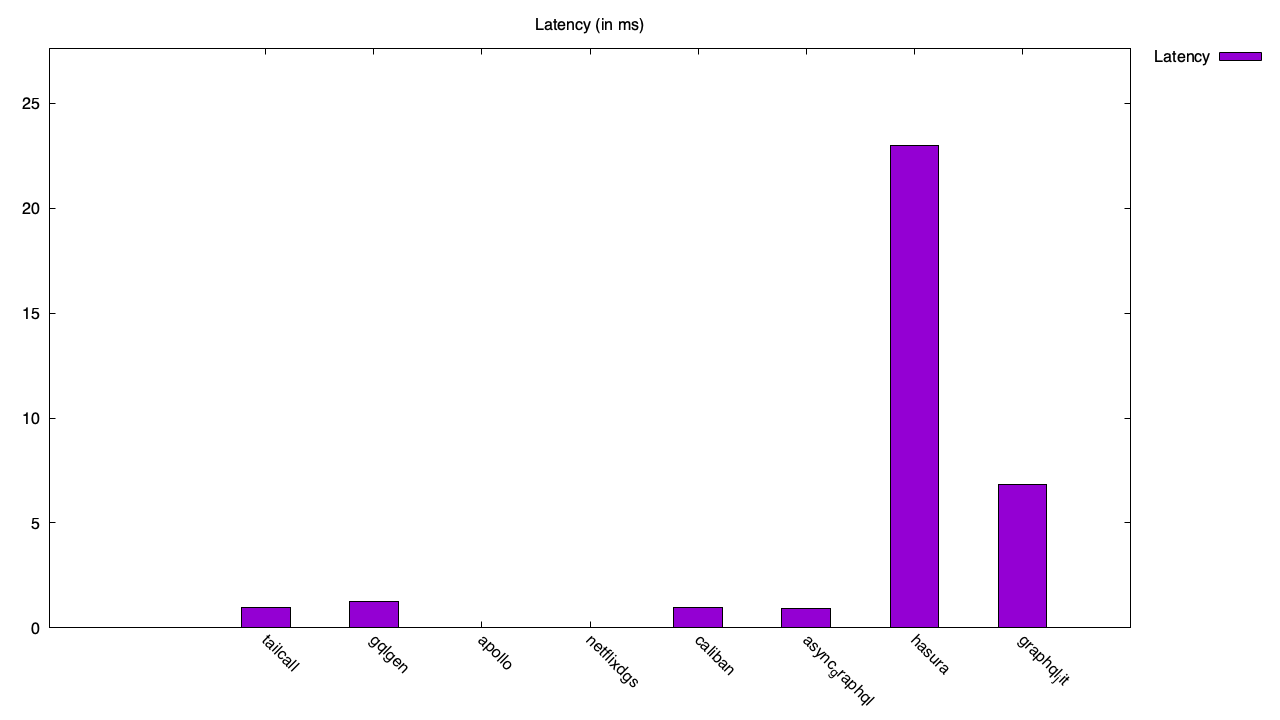 Latency (in ms)
Latency
25
20
15
10
5
0
tailcall
gqlgen
apollo
netflixdgs
caliban
async_graphql
hasura
graphql_jit